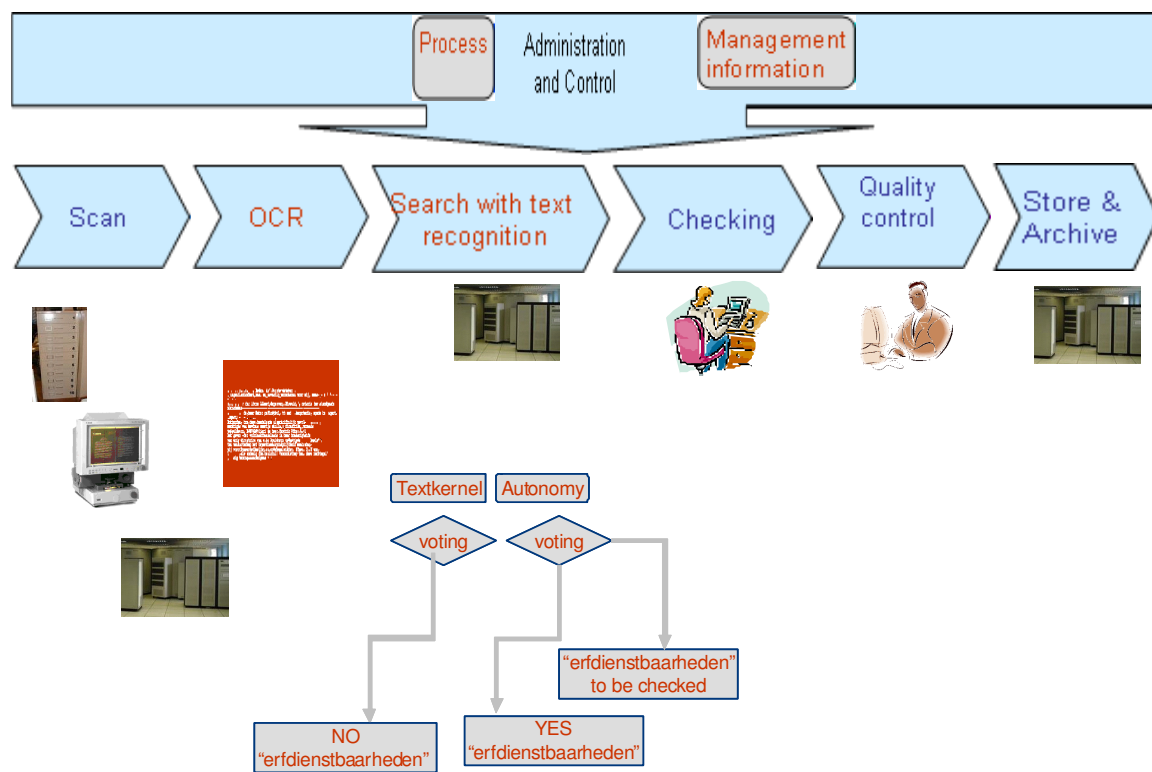 Process
Administration
and Control
Management
information
Scan
OCR
Search with text
recognition
Checking
Quality
control
Store &
Archive
Textkernel
Autonomy
voting
voting
“erfdienstbaarheden”
to be checked
NO
“erfdienstbaarheden”
YES
“erfdienstbaarheden”